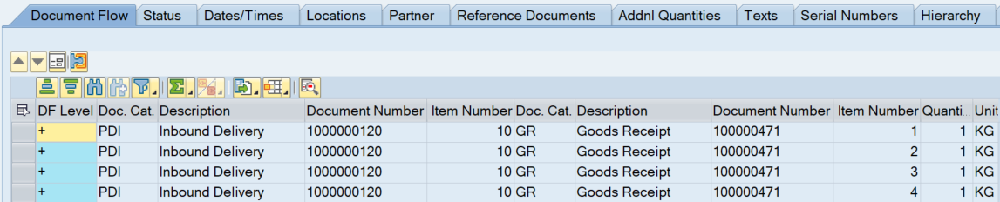 Document Flow Status Dates/Times Locations Partner Reference Documents Addnl Quantities Texts Serial Numbers Hierarchy
DF Level Doc. Cat. Description Document Number Item Number Doc. Cat. Description Document Number Item Number Quanti... Unit
+ PDI Inbound Delivery 1000000120 10 GR Goods Receipt 100000471 1 1 KG
+ PDI Inbound Delivery 1000000120 10 GR Goods Receipt 100000471 2 1 KG
+ PDI Inbound Delivery 1000000120 10 GR Goods Receipt 100000471 3 1 KG
+ PDI Inbound Delivery 1000000120 10 GR Goods Receipt 100000471 4 1 KG